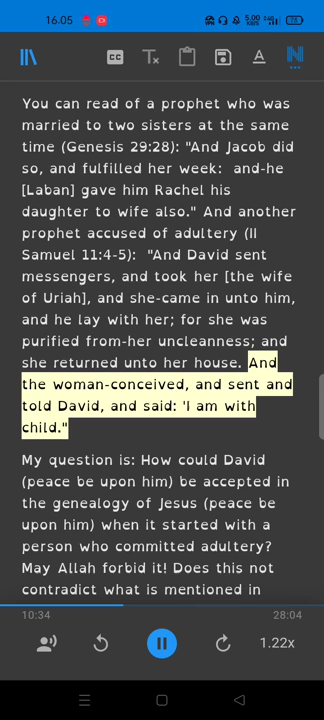 16.05
5,00 KB/S
CC
A
N
You can read of a prophet who was
married to two sisters at the same
time (Genesis 29:28): "And Jacob did
so, and fulfilled her week:  and-he
[Laban] gave him Rachel his
daughter to wife also." And another
prophet accused of adultery (II
Samuel 11:4-5):  "And David sent
messengers, and took her [the wife
of Uriah], and she-came in unto him,
and he lay with her; for she was
purified from-her uncleanness; and
she returned unto her house. And
the woman-conceived, and sent and
told David, and said: 'I am with
child."
My question is: How could David
(peace be upon him) be accepted in
the genealogy of Jesus (peace be
upon him) when it started with a
person who committed adultery?
May Allah forbid it! Does this not
contradict what is mentioned in
10:34
28:04
1.22x